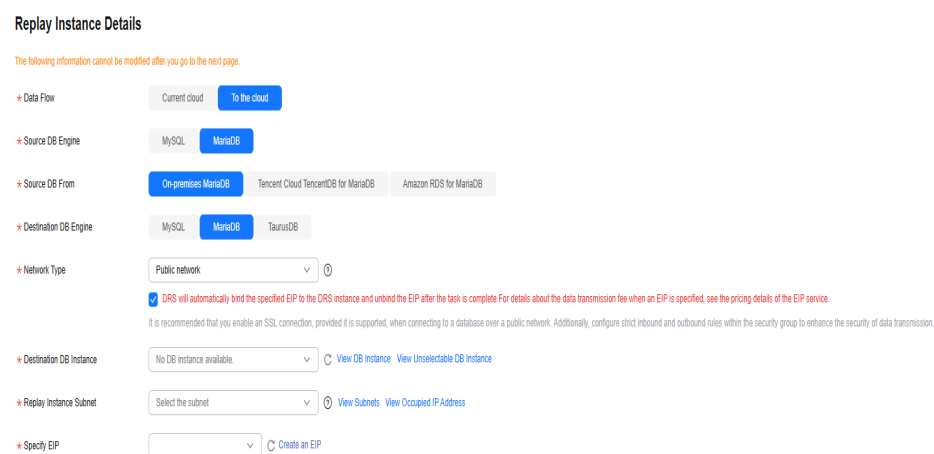 Replay Instance Details
The following information cannot be modified after you go to the next page.
* Data Flow Current cloud To the cloud
* Source DB Engine MySQL MariaDB
* Source DB From On-premises MariaDB Tencent Cloud TencentDB for MariaDB Amazon RDS for MariaDB
* Destination DB Engine MySQL MariaDB TaurusDB
* Network Type Public network
DRS will automatically bind the specified EIP to the DRS instance and unbind the EIP after the task is complete.For details about the data transmission fee when an EIP is specified, see the pricing details of the EIP service.
It is recommended that you enable an SSL connection, provided it is supported, when connecting to a database over a public network. Additionally, configure strict inbound and outbound rules within the security group to enhance the security of data transmission.
* Destination DB Instance No DB instance available. View DB Instance View Unselectable DB Instance
* Replay Instance Subnet Select the subnet View Subnets View Occupied IP Address
* Specify EIP Create an EIP